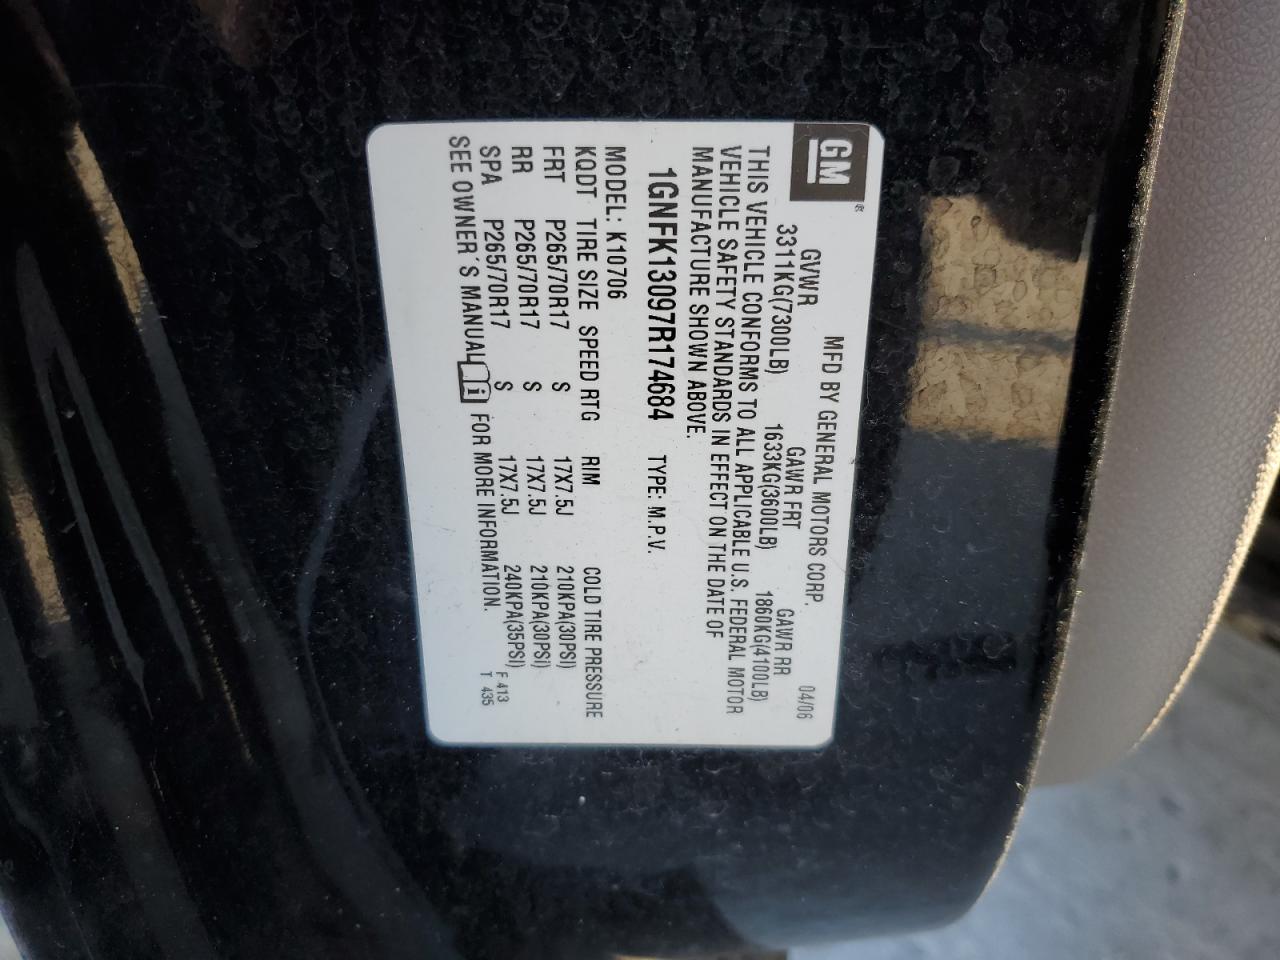 GM®
MFD BY GENERAL MOTORS CORP. 04/06
GVWR GAWR FRT GAWR RR
3311KG(7300LB) 1633KG(3600LB) 1860KG(4100LB)
THIS VEHICLE CONFORMS TO ALL APPLICABLE U.S. FEDERAL MOTOR
VEHICLE SAFETY STANDARDS IN EFFECT ON THE DATE OF
MANUFACTURE SHOWN ABOVE.
1GNFK13097R174684 TYPE: M.P.V.
MODEL: K10706
KQDT TIRE SIZE SPEED RTG RIM COLD TIRE PRESSURE
FRT P265/70R17 S 17X7.5J 210KPA(30PSI)
RR P265/70R17 S 17X7.5J 210KPA(30PSI)
SPA P265/70R17 S 17X7.5J 240KPA(35PSI)
SEE OWNER´S MANUAL i FOR MORE INFORMATION.
F 413
T 435